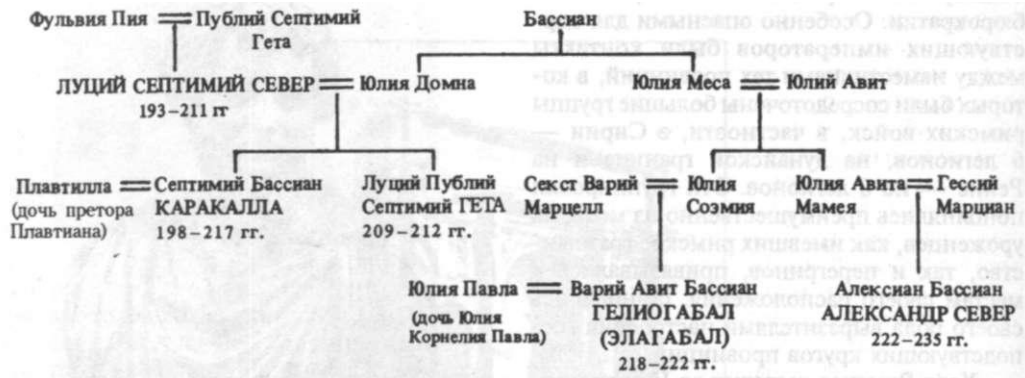 Фульвия Пия
Публий Септимий
Гета
Бассиан
ЛУЦИЙ СЕПТИМИЙ СЕВЕР
193–211 гг
Юлия Домна
Юлия Меса
Юлий Авит
Плавтилла
(дочь претора
Плавтиана)
Септимий Бассиан
КАРАКАЛЛА
198–217 гг.
Луций Публий
Септимий ГЕТА
209–212 гг.
Секст Варий
Марцелл
Юлия
Соэмия
Юлия Авит
Мамея
Гессий
Марциан
Юлия Павла
(дочь Юлия
Корнелия Павла)
Варий Авит Бассиан
ГЕЛИОГАБАЛ
(ЭЛАГАБАЛ)
218–222 гг.
Алексиан Бассиан
АЛЕКСАНДР СЕВЕР
222–235 гг.